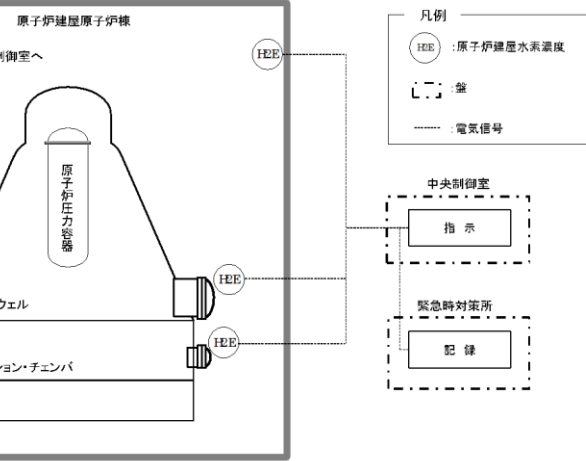 原子炉建屋原子炉棟
御室へ
H2E
原子炉圧力容器
H2E
ウェル
H2E
ション・チェンバ
凡例
H2E :原子炉建屋水素濃度
:盤
:電気信号
中央制御室
指示
緊急時対策所
記録